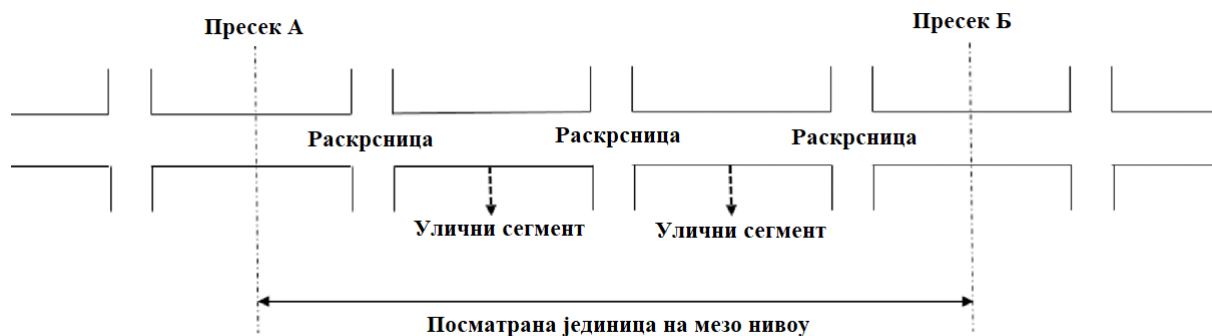 Пресек А
Пресек Б
Раскрсница
Раскрсница
Раскрсница
Улични сегмент
Улични сегмент
Посматрана јединица на мезо нивоу